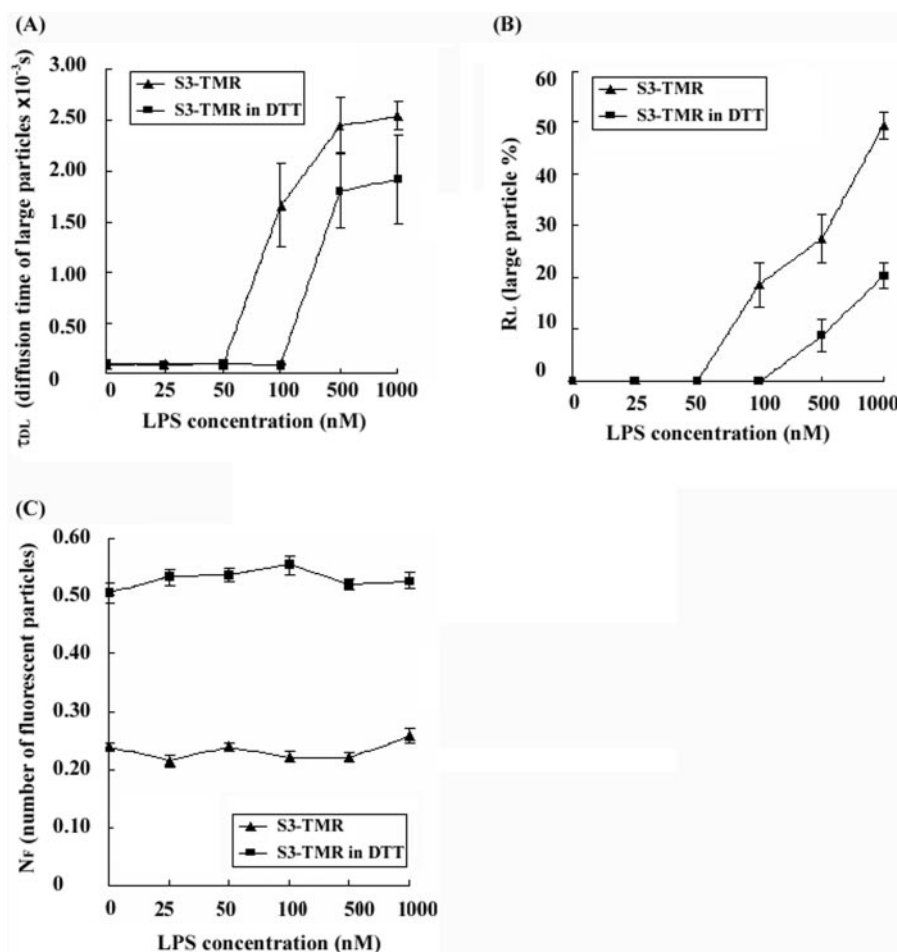 (A)
τDL (diffusion time of large particles x10⁻³s)
3.00
2.50
2.00
1.50
1.00
0.50
0
S3-TMR
S3-TMR in DTT
0 25 50 100 500 1000
LPS concentration (nM)
(B)
RL (large particle %)
60
50
40
30
20
10
0
S3-TMR
S3-TMR in DTT
0 25 50 100 500 1000
LPS concentration (nM)
(C)
NF (number of fluorescent particles)
0.60
0.50
0.40
0.30
0.20
0.10
0
S3-TMR
S3-TMR in DTT
0 25 50 100 500 1000
LPS concentration (nM)